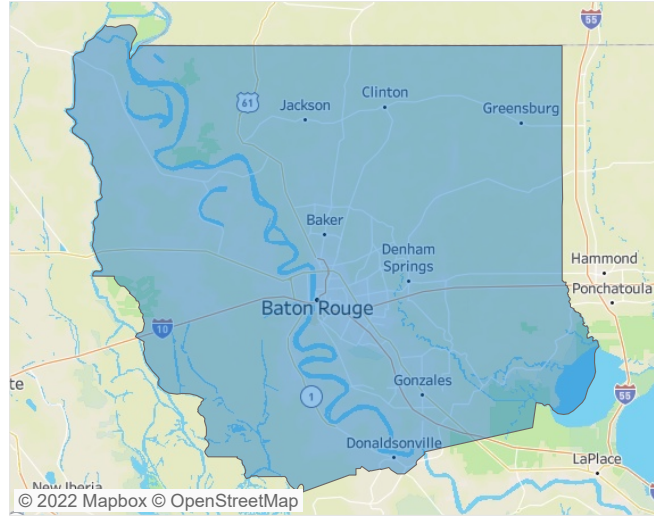 55
61
Jackson
Clinton
Greensburg
Baker
Denham
Springs
Hammond
Ponchatoula
Baton Rouge
10
te
1
Gonzales
55
Donaldsonville
LaPlace
New Iberia
© 2022 Mapbox © OpenStreetMap